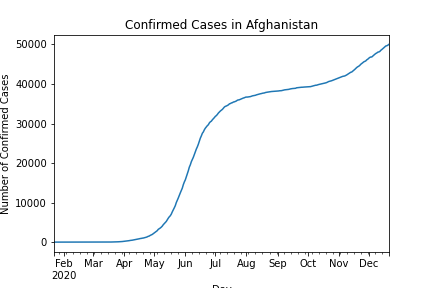 Confirmed Cases in Afghanistan
Number of Confirmed Cases
50000
40000
30000
20000
10000
0
Feb Mar Apr May Jun Jul Aug Sep Oct Nov Dec
2020